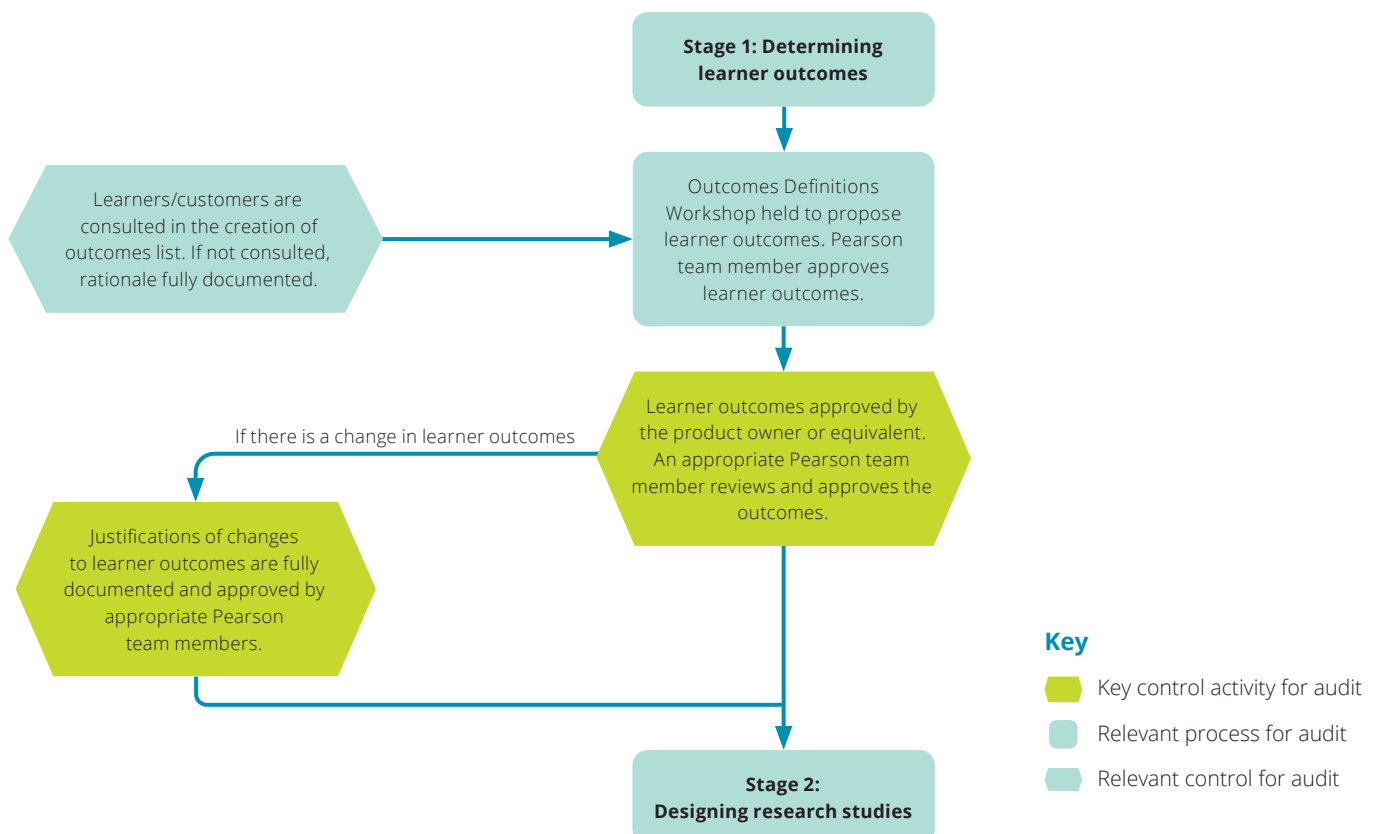 Stage 1: Determining
learner outcomes
Learners/customers are
consulted in the creation of
outcomes list. If not consulted,
rationale fully documented.
Outcomes Definitions
Workshop held to propose
learner outcomes. Pearson
team member approves
learner outcomes.
Learner outcomes approved by
the product owner or equivalent.
An appropriate Pearson team
member reviews and approves the
outcomes.
If there is a change in learner outcomes
Justifications of changes
to learner outcomes are fully
documented and approved by
appropriate Pearson
team members.
Stage 2:
Designing research studies
Key
Key control activity for audit
Relevant process for audit
Relevant control for audit